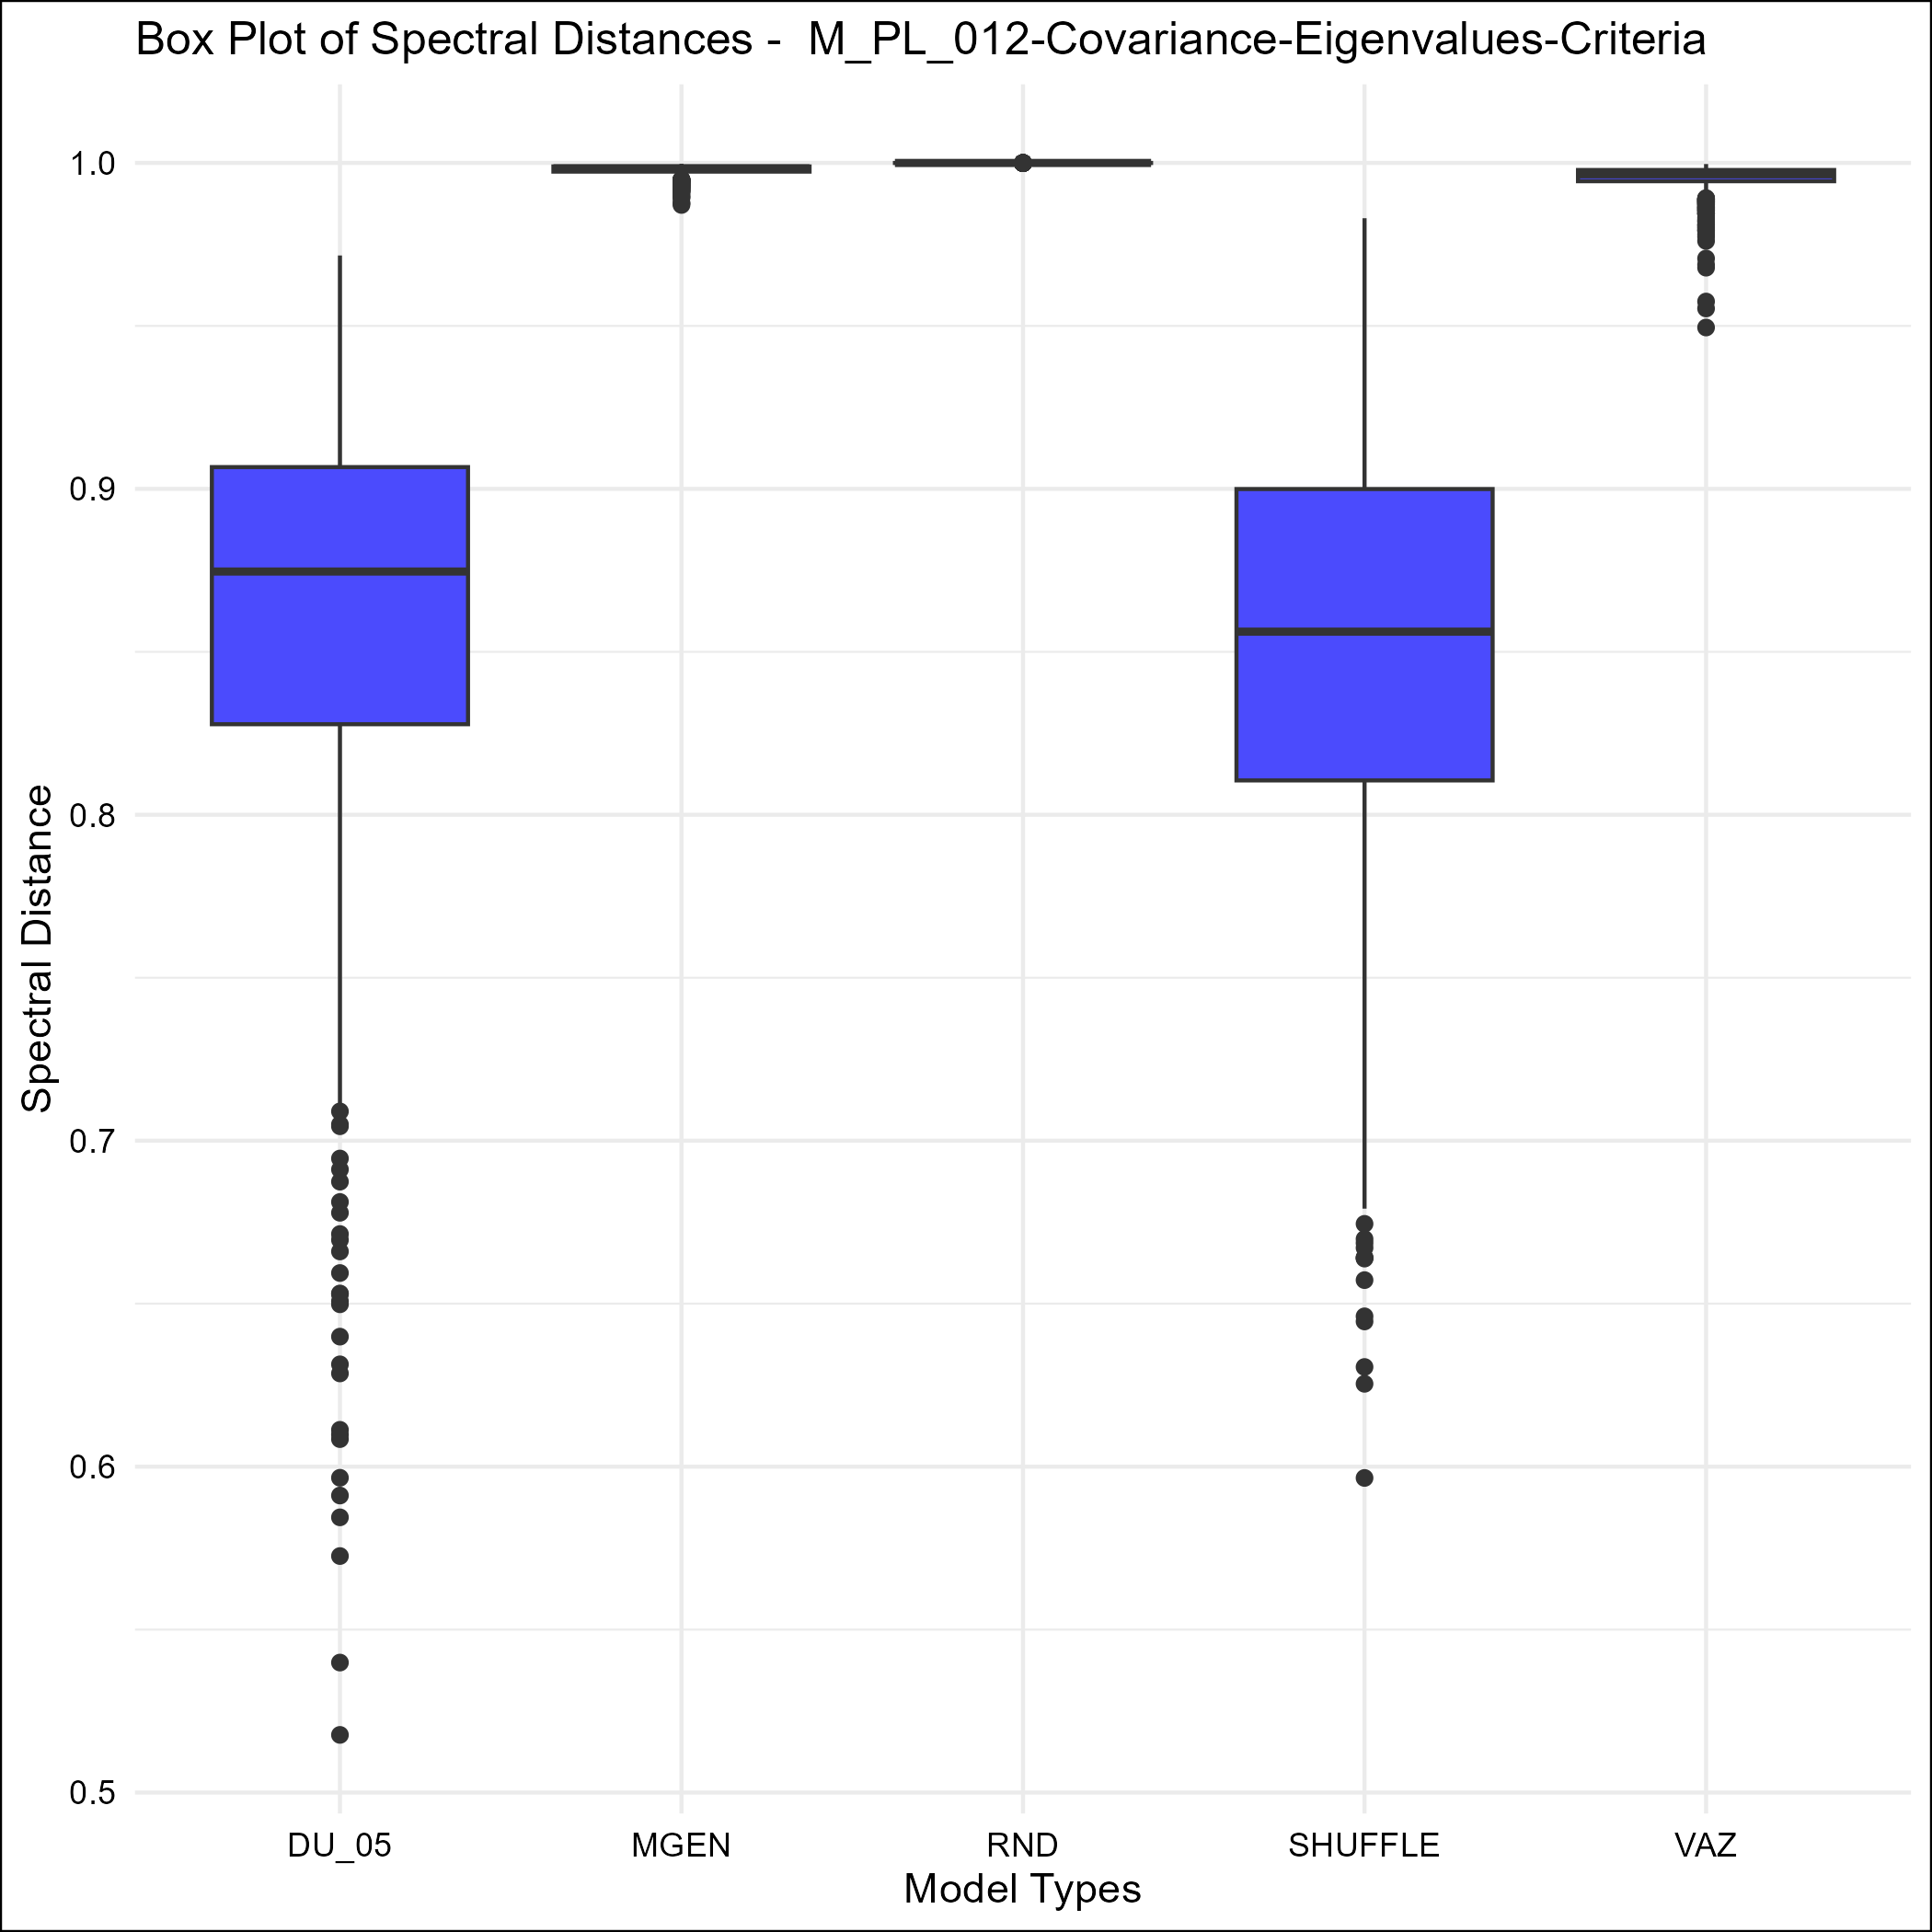 Box Plot of Spectral Distances -  M_PL_012-Covariance-Eigenvalues-Criteria
Spectral Distance
1.0
0.9
0.8
0.7
0.6
0.5
DU_05 MGEN RND SHUFFLE VAZ
Model Types